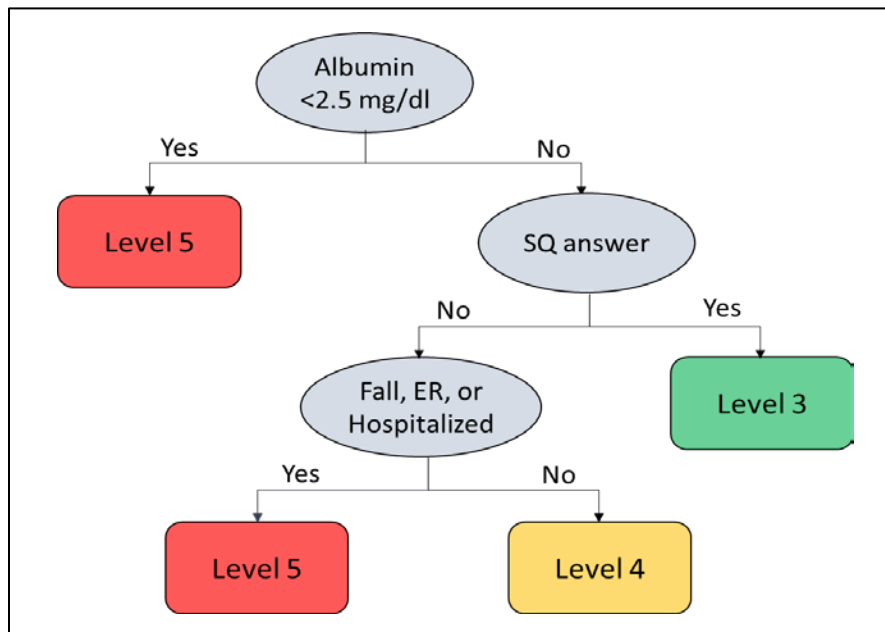 Albumin
<2.5 mg/dl
Yes
No
Level 5
SQ answer
No
Yes
Fall, ER, or
Hospitalized
Level 3
Yes
No
Level 5
Level 4